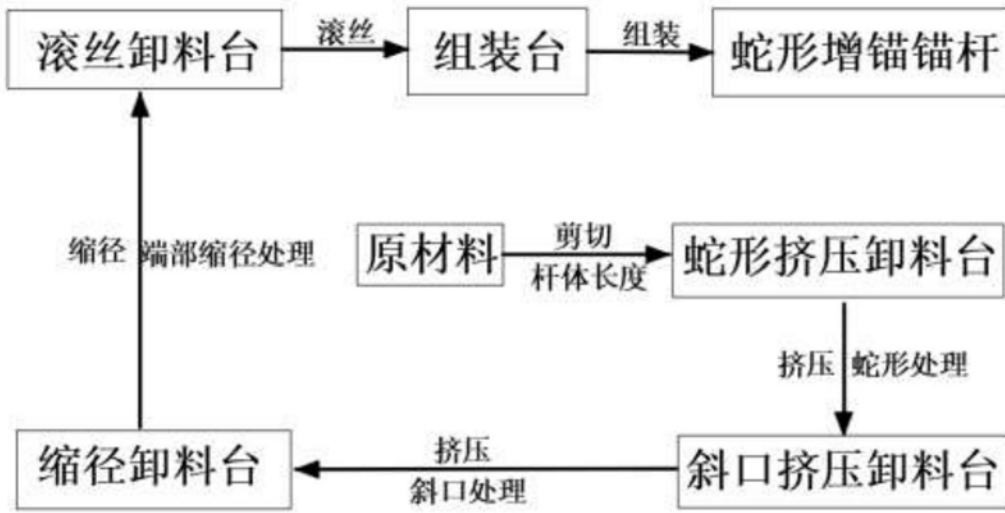 滚丝卸料台
滚丝
组装台
组装
蛇形增锚锚杆
缩径
端部缩径处理
原材料
剪切
杆体长度
蛇形挤压卸料台
挤压
蛇形处理
缩径卸料台
挤压
斜口处理
斜口挤压卸料台